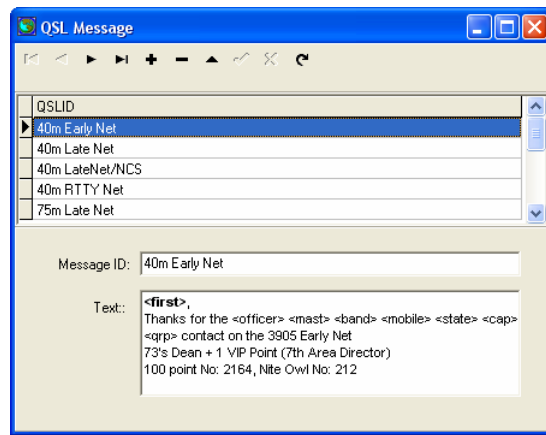 QSL Message
QSLID
40m Early Net
40m Late Net
40m LateNet/NCS
40m RTTY Net
75m Late Net
Message ID: 40m Early Net
Text:: <first>,
Thanks for the <officer> <mast> <band> <mobile> <state> <cap>
<qrp> contact on the 3905 Early Net
73's Dean + 1 VIP Point (7th Area Director)
100 point No: 2164, Nite Owl No: 212